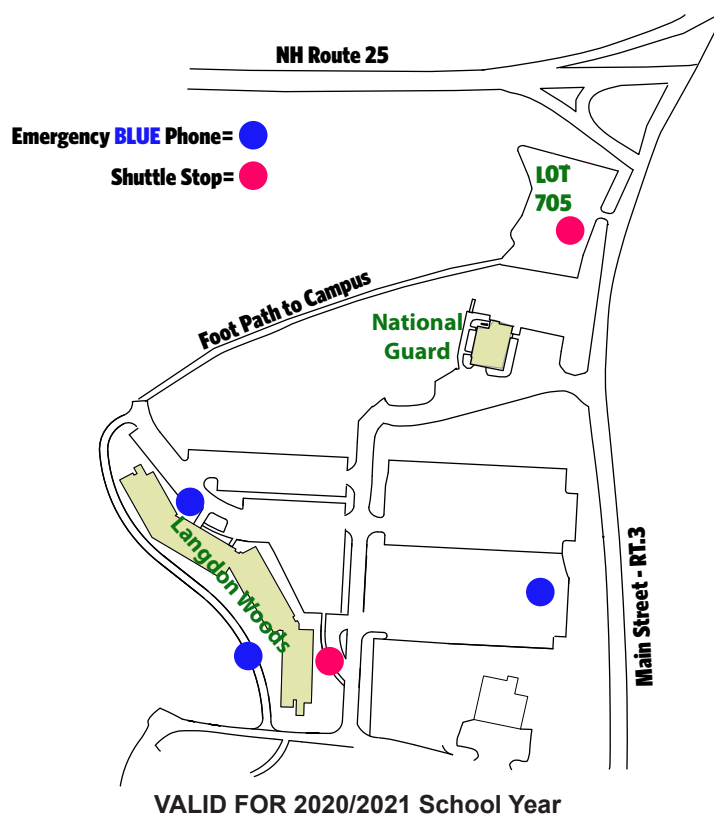 NH Route 25
Emergency BLUE Phone=
Shuttle Stop=
LOT
705
Foot Path to Campus
National
Guard
Langdon Woods
Main Street - RT.3
VALID FOR 2020/2021 School Year